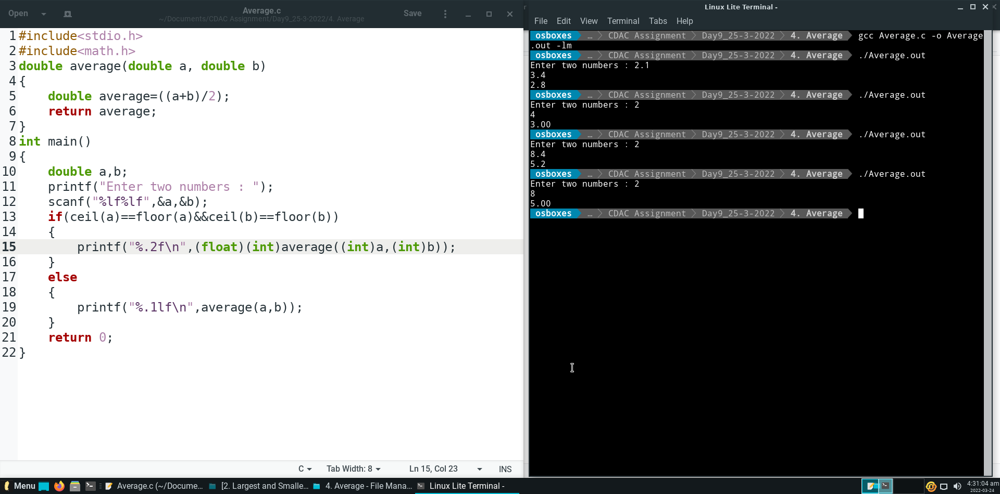 Open
Average.c
~/Documents/CDAC Assignment/Day9_25-3-2022/4. Average
Save
1 #include<stdio.h>
2 #include<math.h>
3 double average(double a, double b)
4 {
5     double average=((a+b)/2);
6     return average;
7 }
8 int main()
9 {
10     double a,b;
11     printf("Enter two numbers : ");
12     scanf("%lf%lf",&a,&b);
13     if(ceil(a)==floor(a)&&ceil(b)==floor(b))
14     {
15         printf("%.2f\n",(float)(int)average((int)a,(int)b));
16     }
17     else
18     {
19         printf("%.1lf\n",average(a,b));
20     }
21     return 0;
22 }
C Tab Width: 8 Ln 15, Col 23 INS
Linux Lite Terminal -
File Edit View Terminal Tabs Help
osboxes … CDAC Assignment Day9_25-3-2022 4. Average gcc Average.c -o Average
.out -lm
osboxes … CDAC Assignment Day9_25-3-2022 4. Average ./Average.out
Enter two numbers : 2.1
3.4
2.8
osboxes … CDAC Assignment Day9_25-3-2022 4. Average ./Average.out
Enter two numbers : 2
4
3.00
osboxes … CDAC Assignment Day9_25-3-2022 4. Average ./Average.out
Enter two numbers : 2
8.4
5.2
osboxes … CDAC Assignment Day9_25-3-2022 4. Average ./Average.out
Enter two numbers : 2
8
5.00
osboxes … CDAC Assignment Day9_25-3-2022 4. Average
Menu Average.c (~/Docume... [2. Largest and Smalle... 4. Average - File Mana... Linux Lite Terminal - 4:31:04 am
2022-03-24